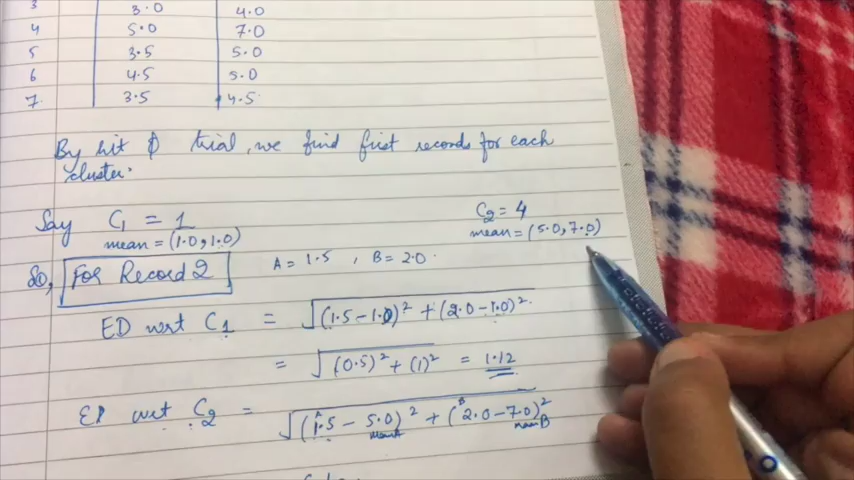 3 3.0 4.0
4 5.0 7.0
5 3.5 5.0
6 4.5 5.0
7. 3.5 4.5
By hit & trial, we find first records for each
cluster.
Say C1 = 1 C2 = 4
mean = (1.0, 1.0) mean = (5.0, 7.0)
So, For Record 2 A = 1.5 , B = 2.0.
ED wrt C1 = √(1.5 - 1.0)² + (2.0 - 1.0)²
= √(0.5)² + (1)² = 1.12
ED wrt C2 = √(1.5 - 5.0)² + (2.0 - 7.0)²
A B mean A mean B